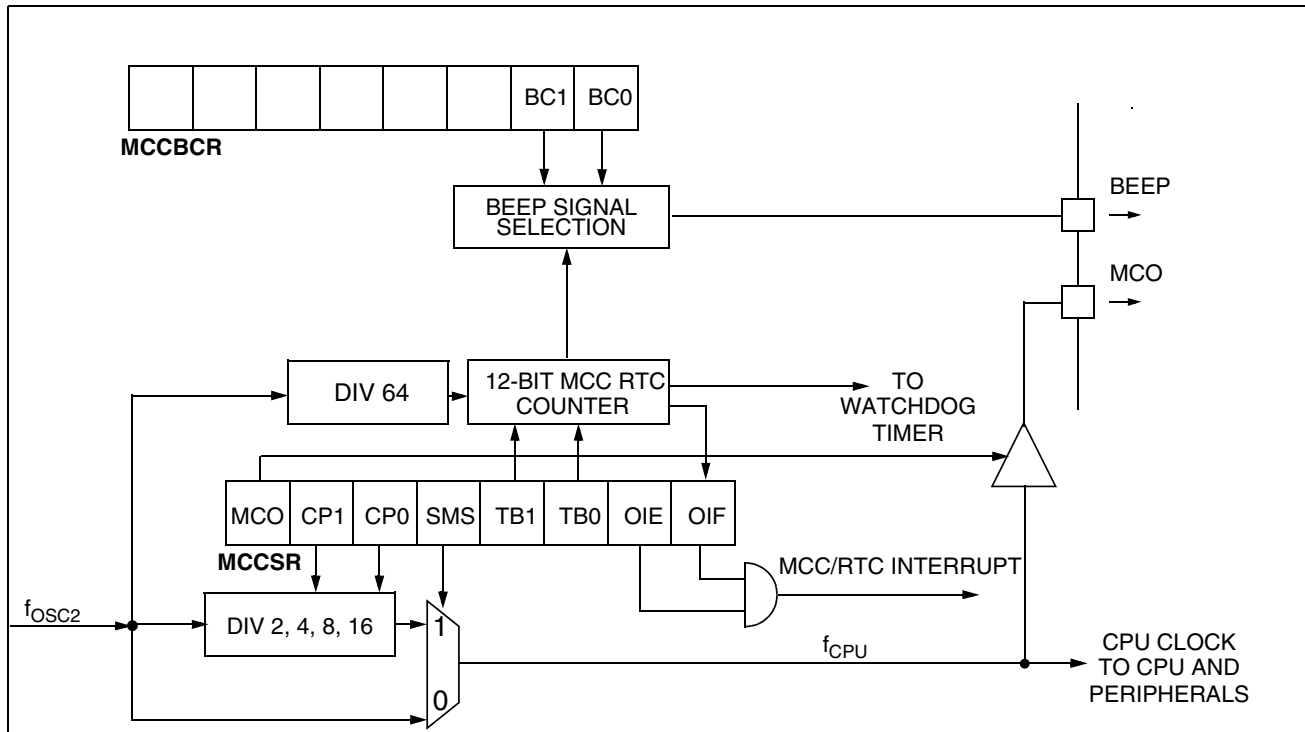 BC1 BC0
MCCBCR
BEEP SIGNAL
SELECTION
BEEP
MCO
DIV 64
12-BIT MCC RTC
COUNTER
TO
WATCHDOG
TIMER
MCO CP1 CP0 SMS TB1 TB0 OIE OIF
MCCSR
MCC/RTC INTERRUPT
fOSC2
DIV 2, 4, 8, 16
1
0
fCPU
CPU CLOCK
TO CPU AND
PERIPHERALS